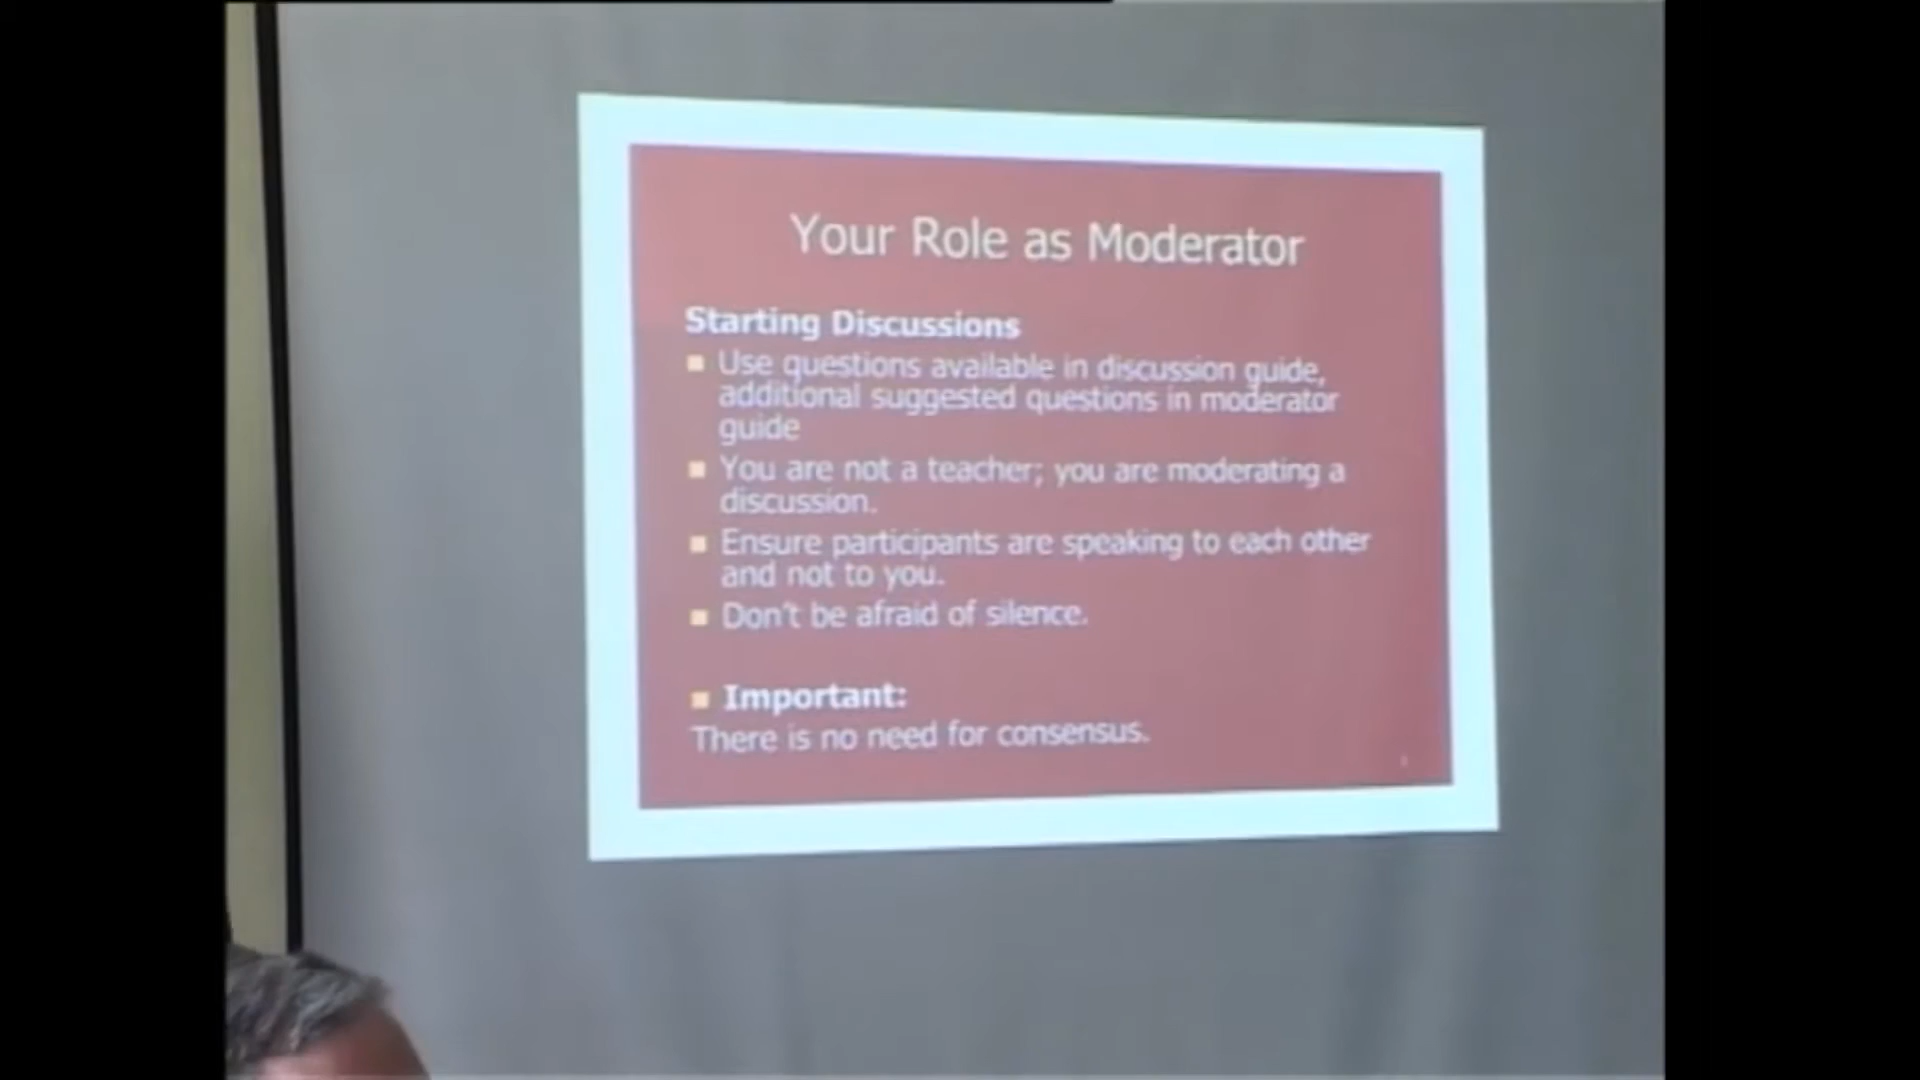 Your Role as Moderator
Starting Discussions
Use questions available in discussion guide,
additional suggested questions in moderator
guide
You are not a teacher; you are moderating a
discussion.
Ensure participants are speaking to each other
and not to you.
Don't be afraid of silence.
Important:
There is no need for consensus.